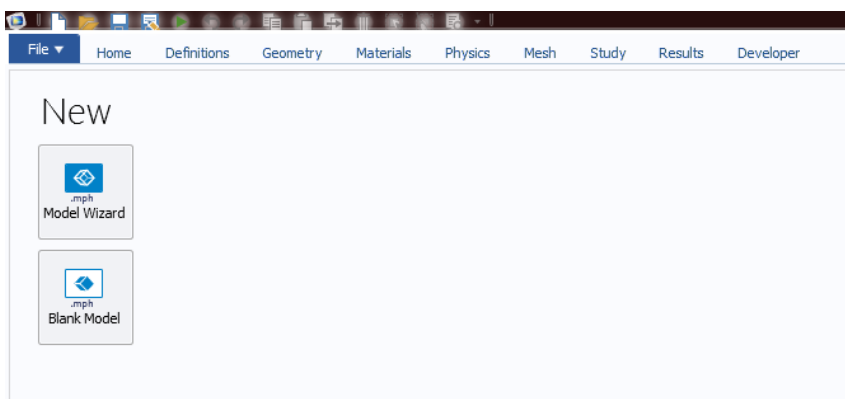 File Home Definitions Geometry Materials Physics Mesh Study Results Developer
New
.mph
Model Wizard
.mph
Blank Model